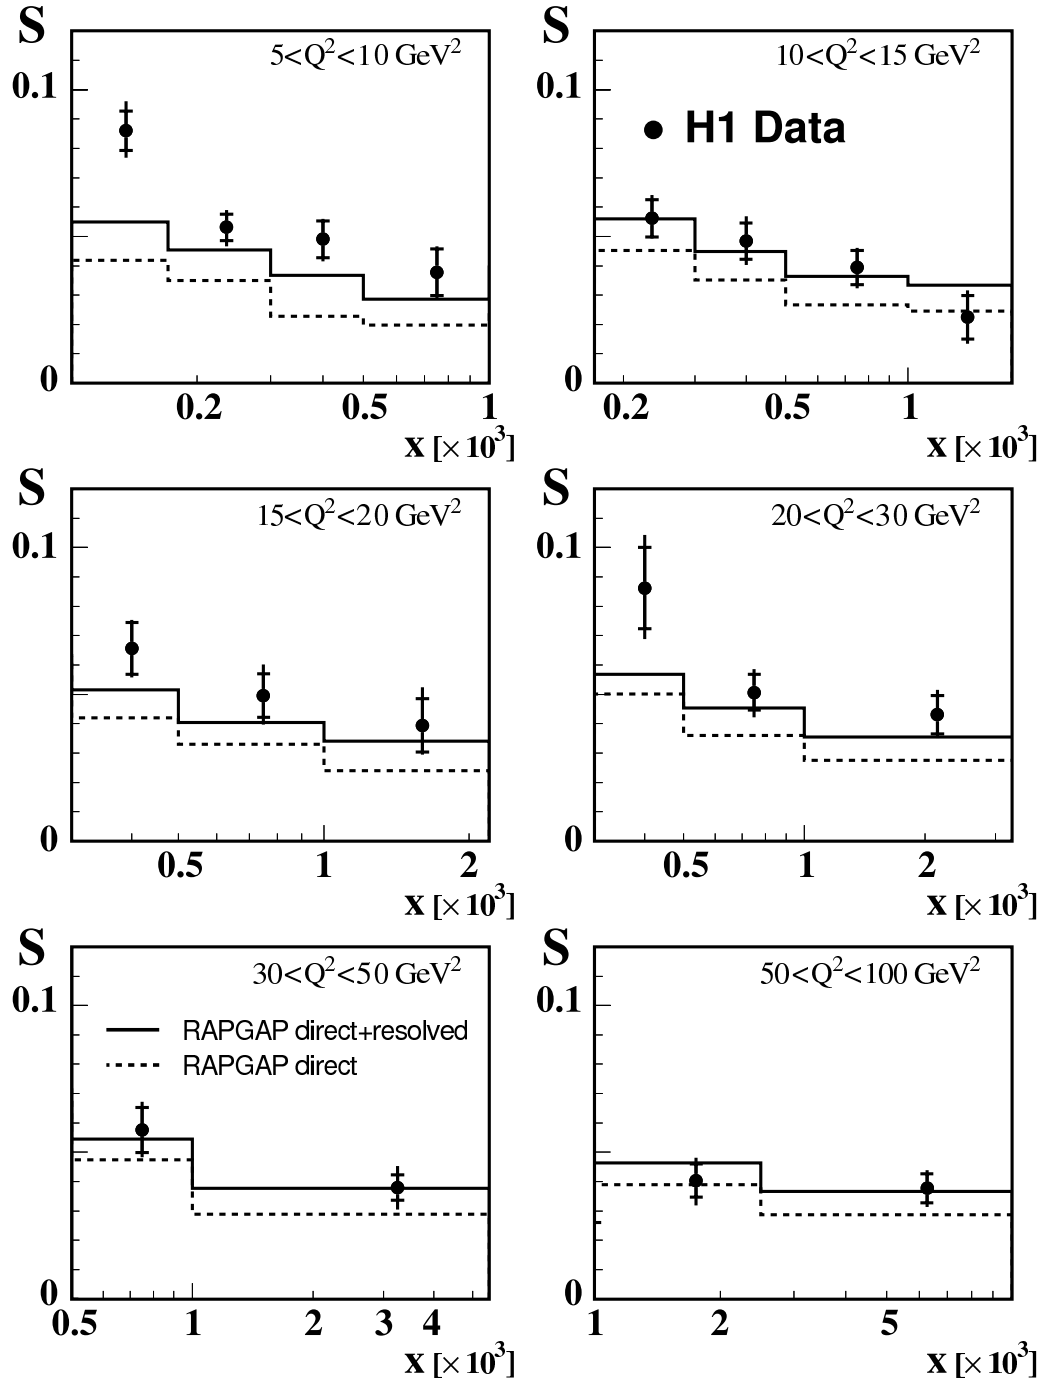 S
5<Q²<10 GeV²
0.1
0
0.2 0.5 1
x [×10³]
S
10<Q²<15 GeV²
0.1
H1 Data
0
0.2 0.5 1
x [×10³]
S
15<Q²<20 GeV²
0.1
0
0.5 1 2
x [×10³]
S
20<Q²<30 GeV²
0.1
0
0.5 1 2
x [×10³]
S
30<Q²<50 GeV²
0.1
RAPGAP direct+resolved
RAPGAP direct
0
0.5 1 2 3 4
x [×10³]
S
50<Q²<100 GeV²
0.1
0
1 2 5
x [×10³]